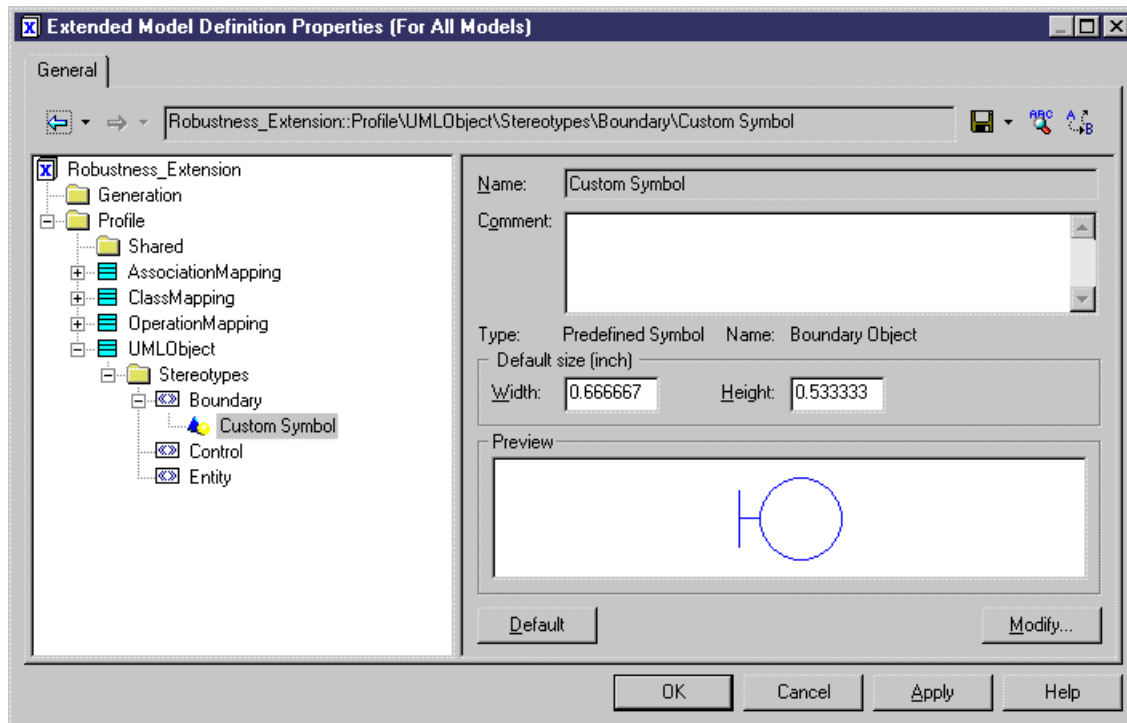 Extended Model Definition Properties (For All Models)
General
Robustness_Extension::Profile\UMLObject\Stereotypes\Boundary\Custom Symbol
ABC
A
B
Robustness_Extension
Generation
Profile
Shared
AssociationMapping
ClassMapping
OperationMapping
UMLObject
Stereotypes
Boundary
Custom Symbol
Control
Entity
Name: Custom Symbol
Comment:
Type: Predefined Symbol Name: Boundary Object
Default size (inch)
Width: 0.666667 Height: 0.533333
Preview
Default Modify...
OK Cancel Apply Help